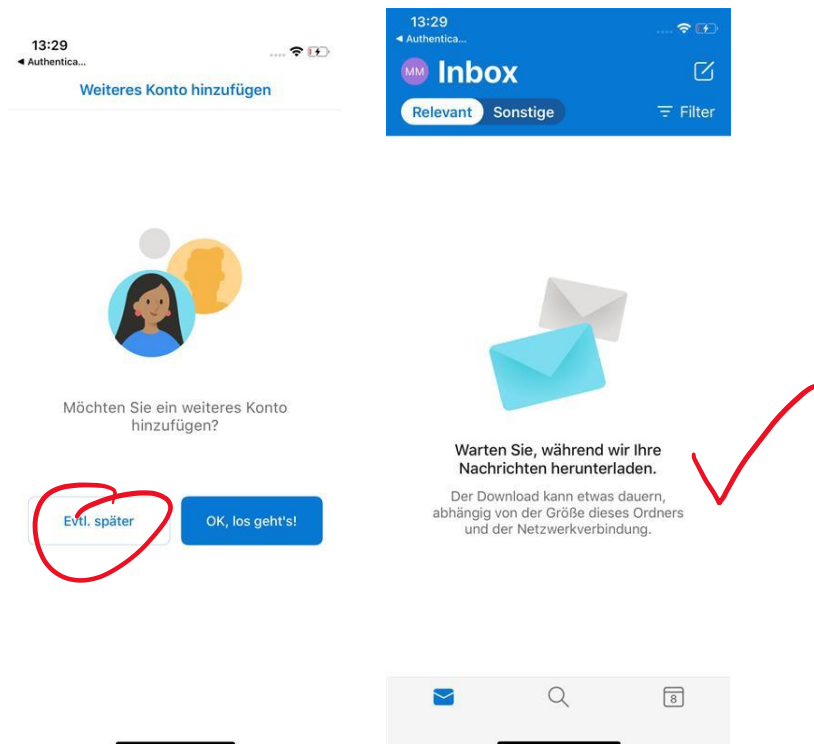 13:29
◄ Authentica...
Weiteres Konto hinzufügen
Möchten Sie ein weiteres Konto
hinzufügen?
Evtl. später
OK, los geht's!
13:29
◄ Authentica...
MM
Inbox
Relevant
Sonstige
Filter
Warten Sie, während wir Ihre
Nachrichten herunterladen.
Der Download kann etwas dauern,
abhängig von der Größe dieses Ordners
und der Netzwerkverbindung.
8